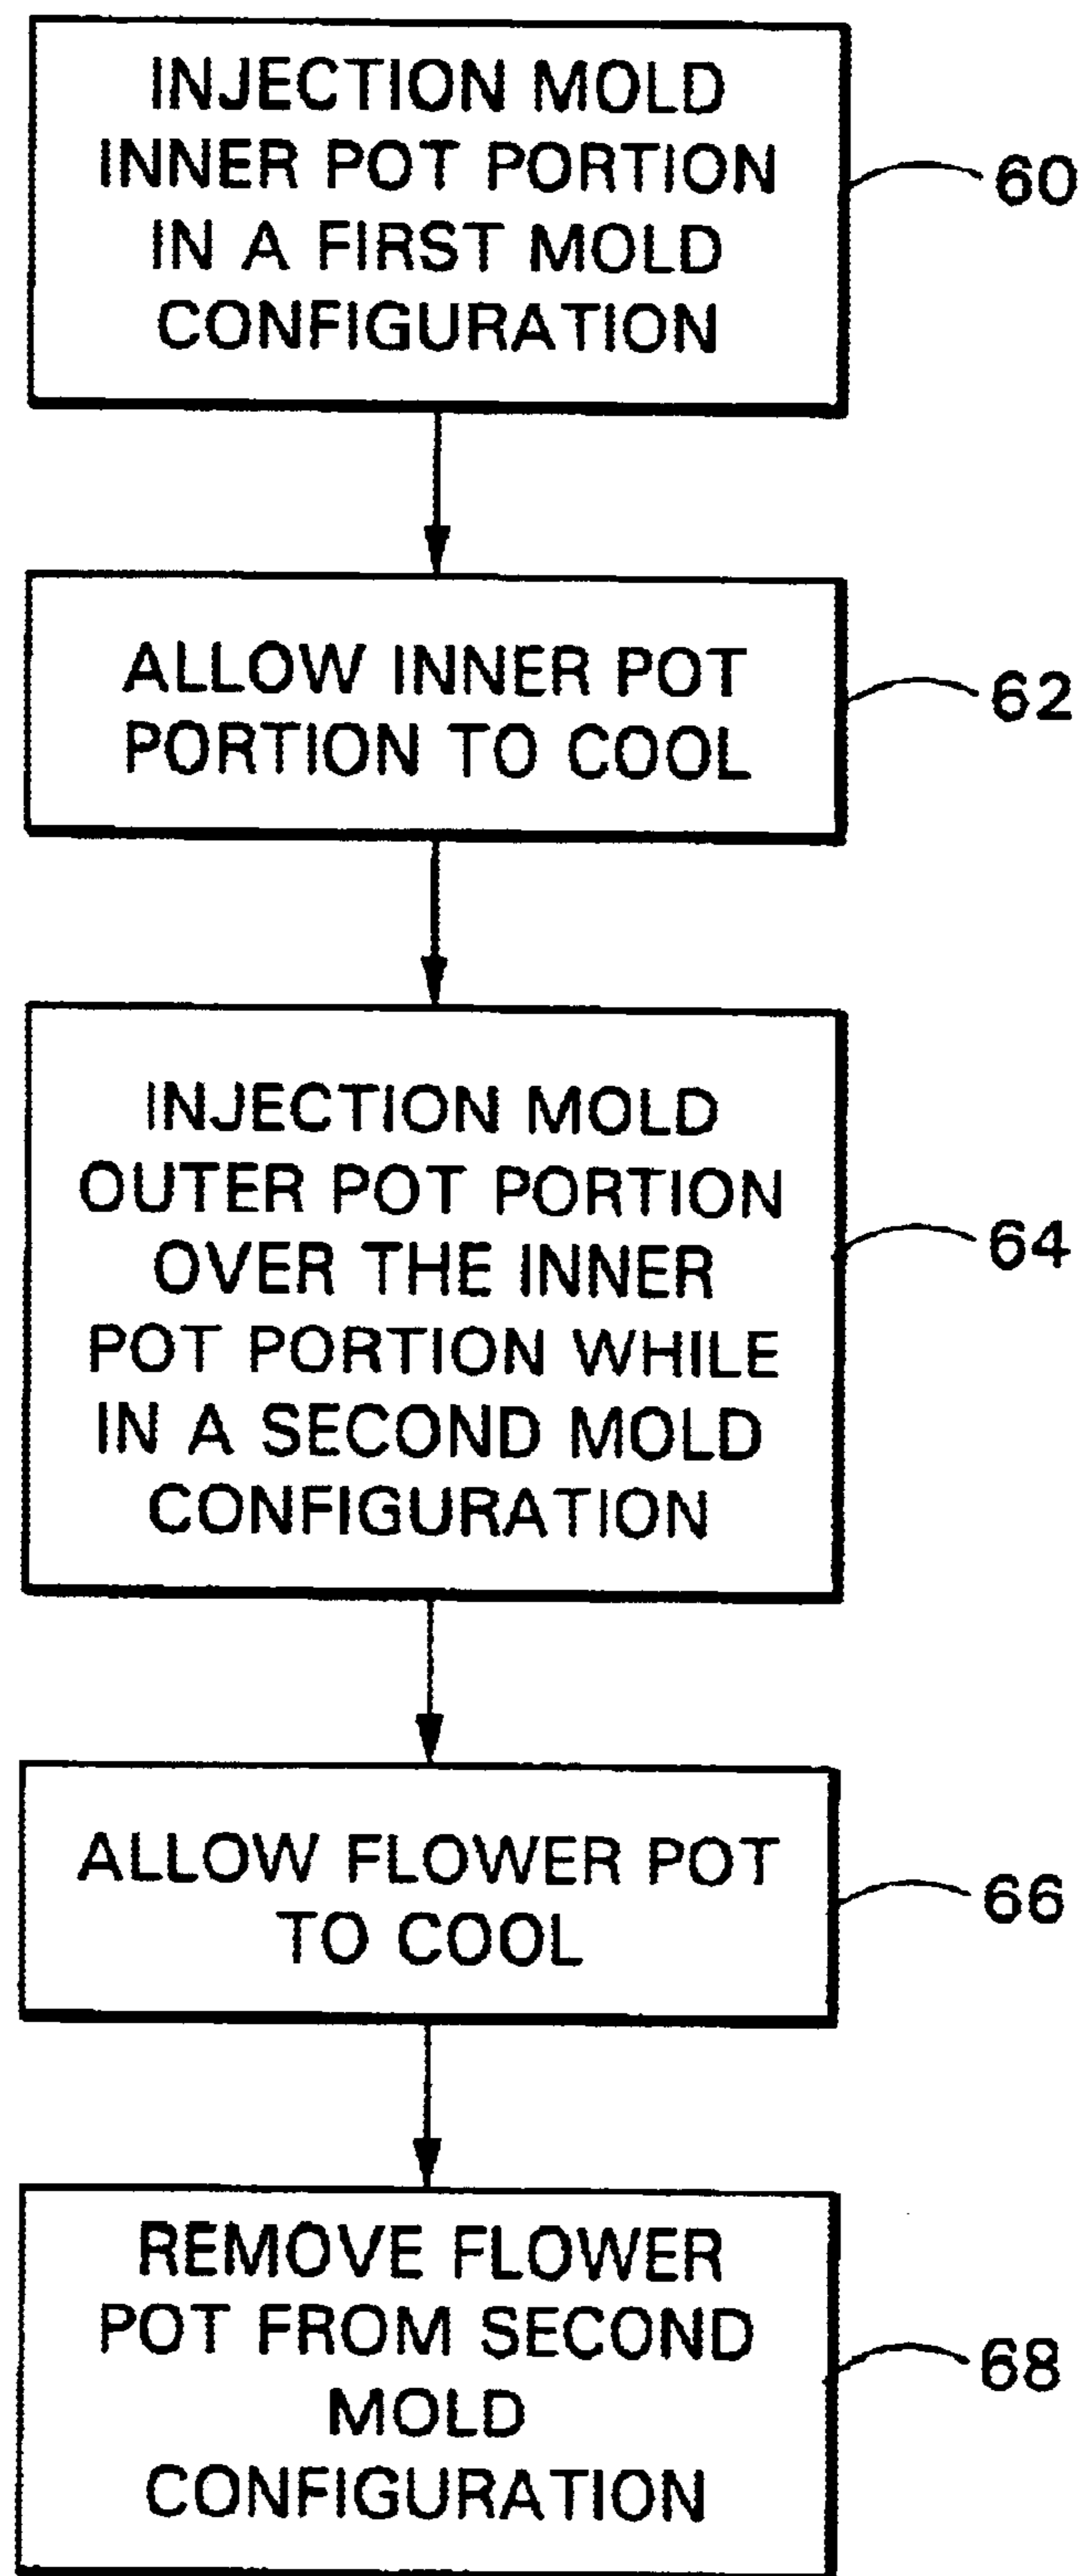 INJECTION MOLD
INNER POT PORTION
IN A FIRST MOLD
CONFIGURATION
60
ALLOW INNER POT
PORTION TO COOL
62
INJECTION MOLD
OUTER POT PORTION
OVER THE INNER
POT PORTION WHILE
IN A SECOND MOLD
CONFIGURATION
64
ALLOW FLOWER POT
TO COOL
66
REMOVE FLOWER
POT FROM SECOND
MOLD
CONFIGURATION
68